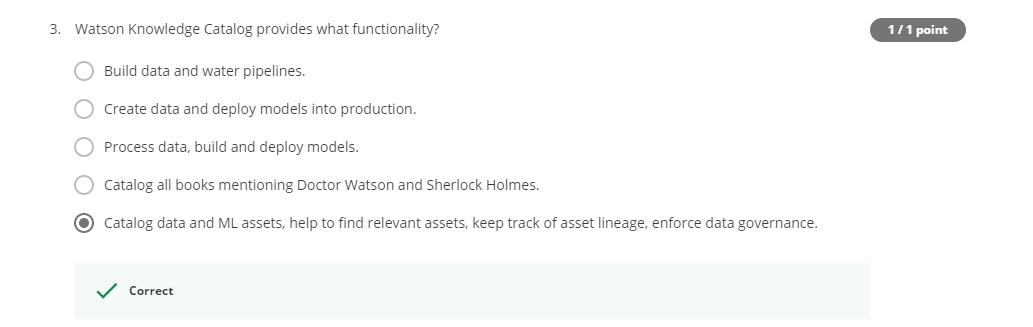 3. Watson Knowledge Catalog provides what functionality?
1 / 1 point
Build data and water pipelines.
Create data and deploy models into production.
Process data, build and deploy models.
Catalog all books mentioning Doctor Watson and Sherlock Holmes.
Catalog data and ML assets, help to find relevant assets, keep track of asset lineage, enforce data governance.
Correct